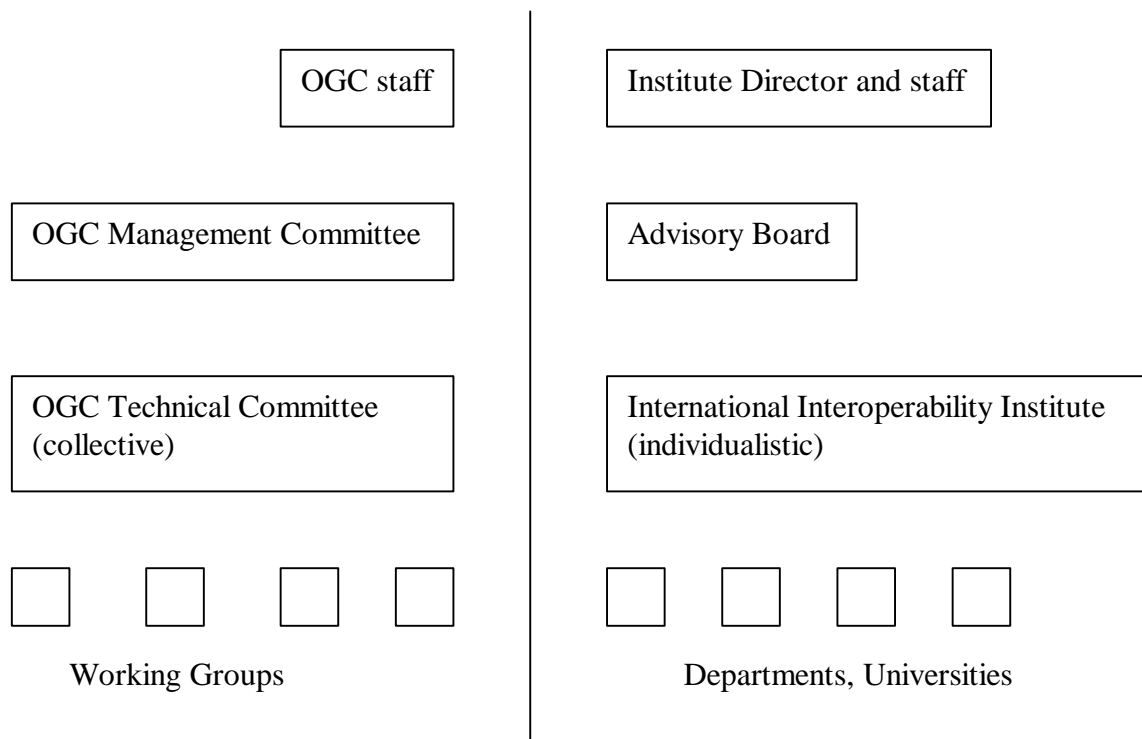 OGC staff
Institute Director and staff
OGC Management Committee
Advisory Board
OGC Technical Committee
(collective)
International Interoperability Institute
(individualistic)
Working Groups
Departments, Universities